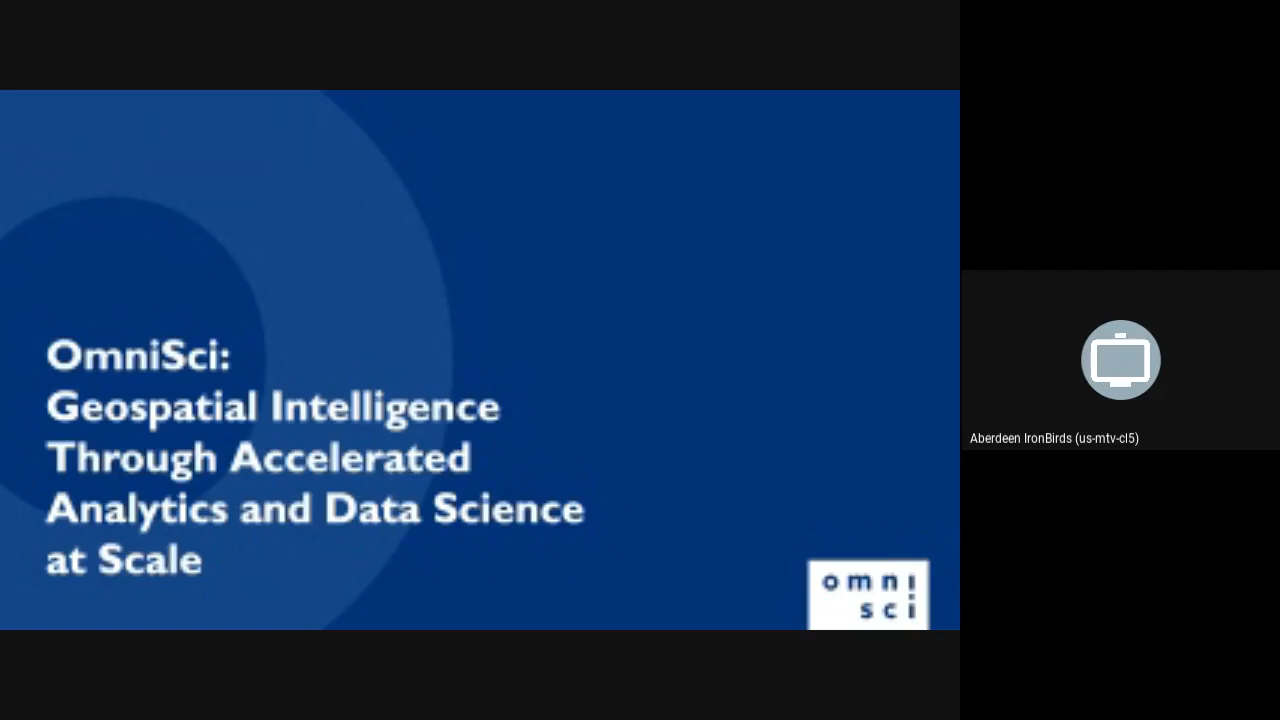 OmniSci:
Geospatial Intelligence
Through Accelerated
Analytics and Data Science
at Scale
omni
sci
Aberdeen IronBirds (us-mtv-cl5)